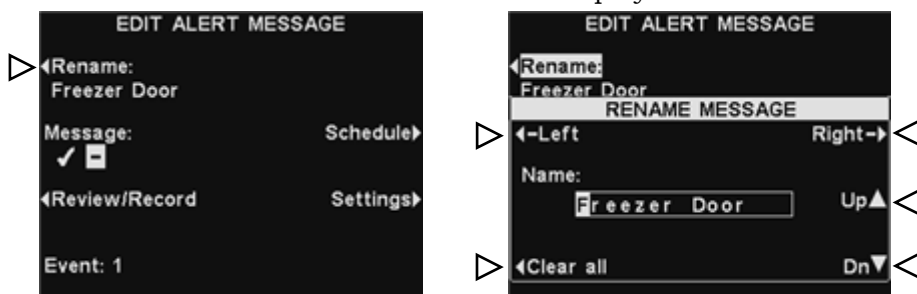 EDIT ALERT MESSAGE
◂Rename:
Freezer Door
Message: Schedule▸
✓ -
◂Review/Record Settings▸
Event: 1
EDIT ALERT MESSAGE
◂Rename:
Freezer Door
RENAME MESSAGE
◂-Left Right-▸
Name:
Freezer Door Up▲
◂Clear all Dn▼